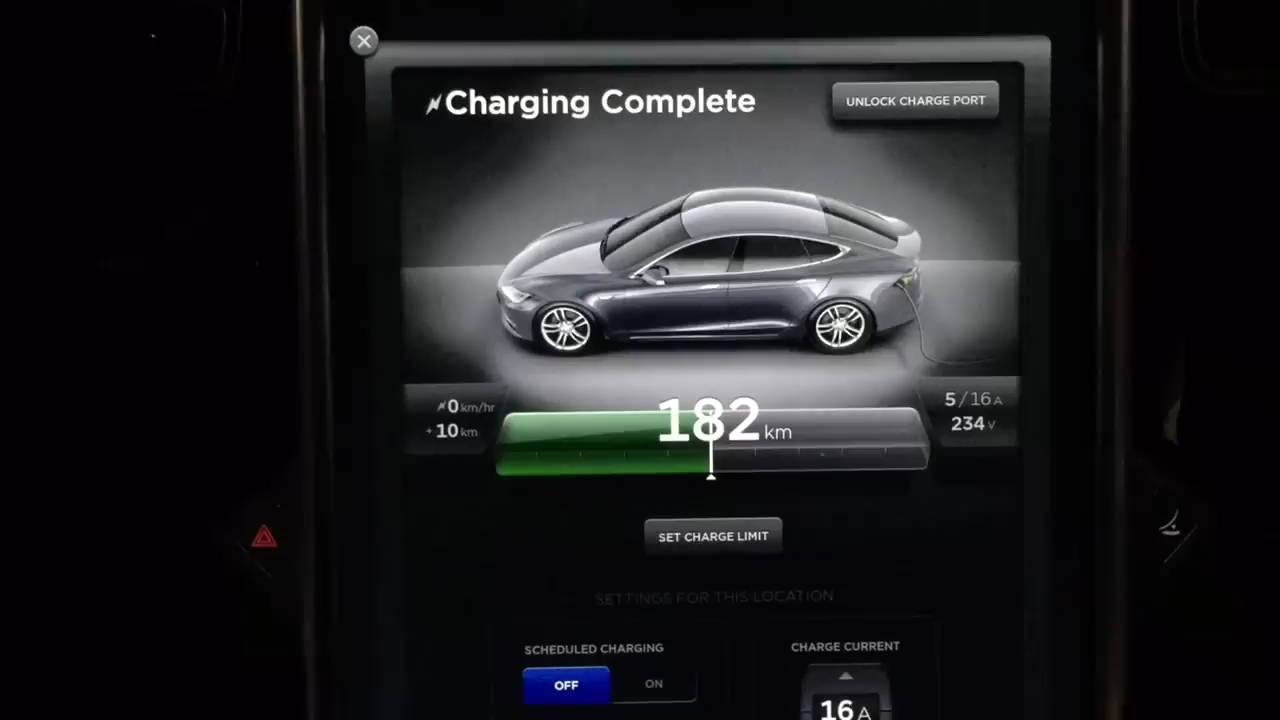 Charging Complete
UNLOCK CHARGE PORT
0 km/hr
+10 km
182 km
5/16 A
234 V
SET CHARGE LIMIT
SETTINGS FOR THIS LOCATION
SCHEDULED CHARGING
OFF
ON
CHARGE CURRENT
16 A